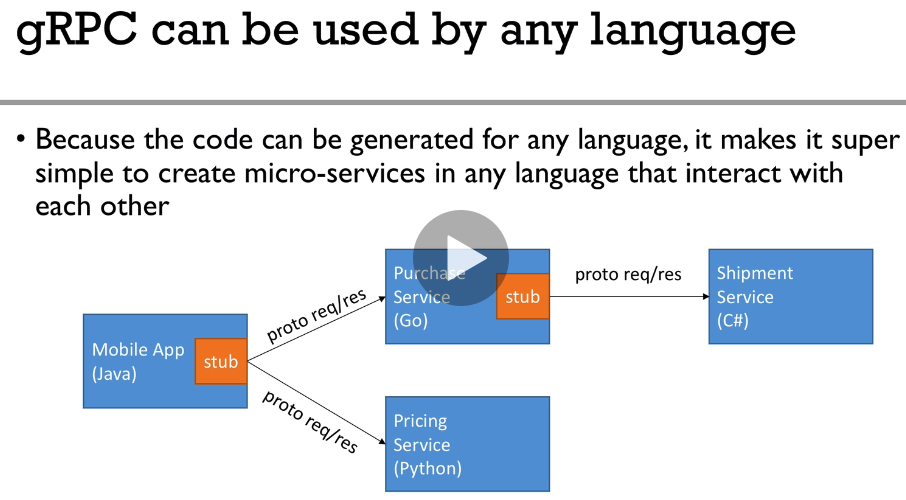 gRPC can be used by any language
• Because the code can be generated for any language, it makes it super
simple to create micro-services in any language that interact with
each other
Mobile App
(Java)
stub
proto req/res
proto req/res
Purchase
Service
(Go)
stub
proto req/res
Shipment
Service
(C#)
Pricing
Service
(Python)